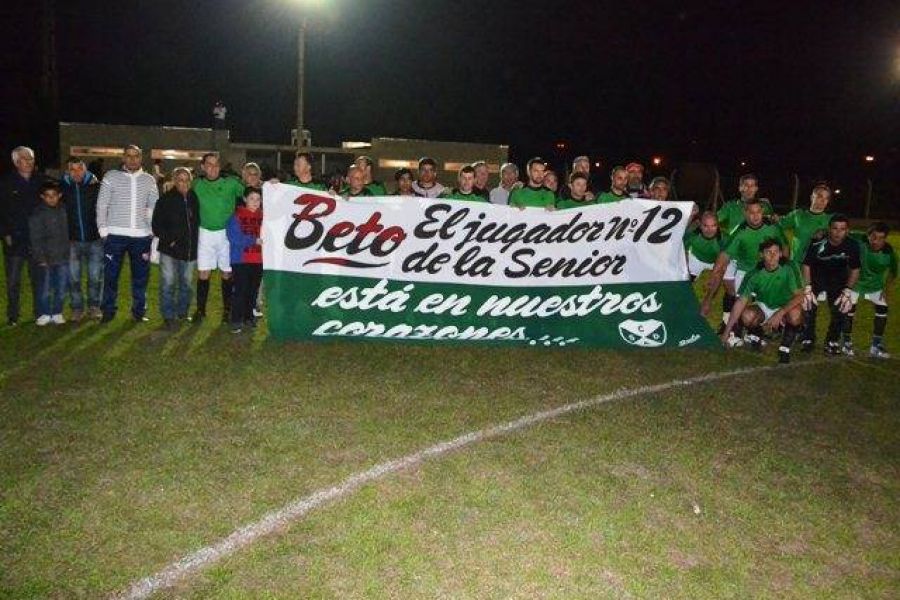 Beto El jugador nº12
de la Senior
está en nuestros
corazones....